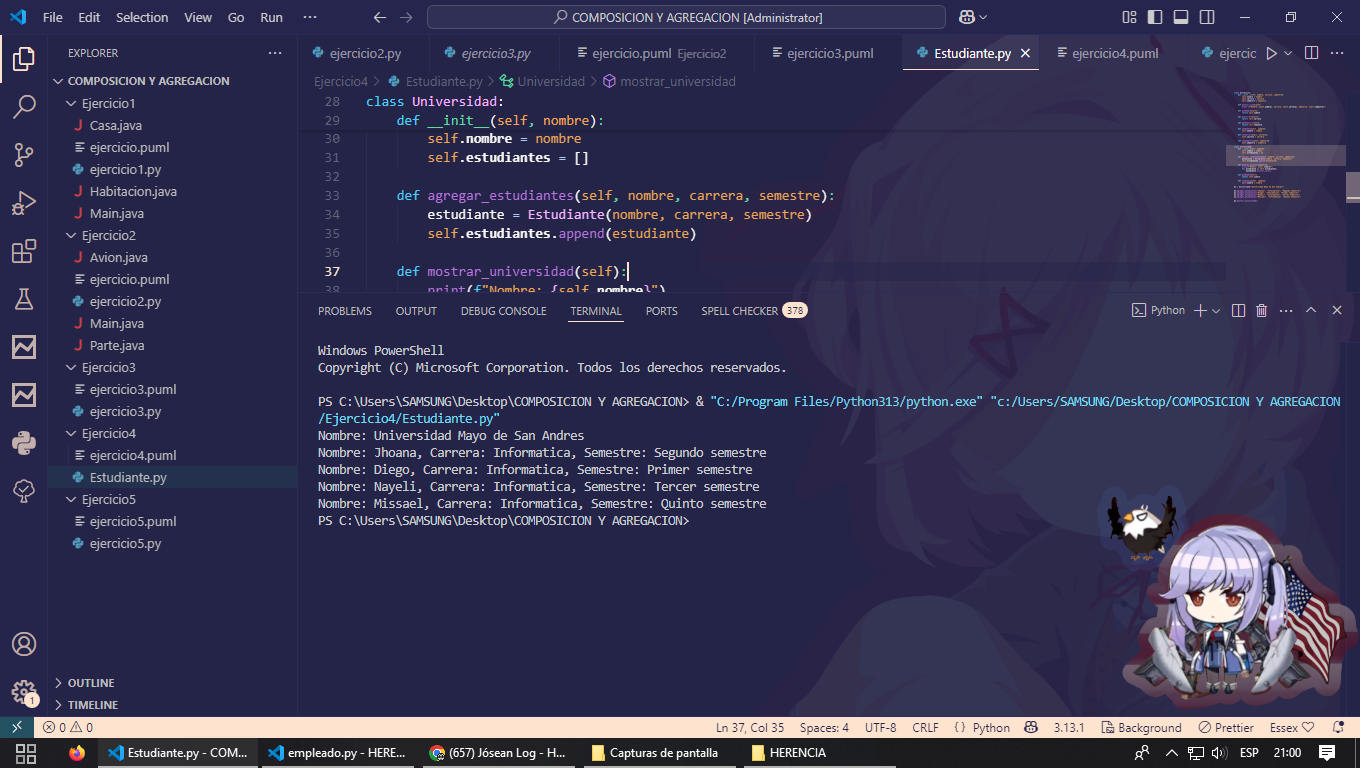 File Edit Selection View Go Run ··· COMPOSICION Y AGREGACION [Administrator]
EXPLORER
COMPOSICION Y AGREGACION
Ejercicio1
Casa.java
ejercicio.puml
ejercicio1.py
Habitacion.java
Main.java
Ejercicio2
Avion.java
ejercicio.puml
ejercicio2.py
Main.java
Parte.java
Ejercicio3
ejercicio3.puml
ejercicio3.py
Ejercicio4
ejercicio4.puml
Estudiante.py
Ejercicio5
ejercicio5.puml
ejercicio5.py
OUTLINE
TIMELINE
1
ejercicio2.py ejercicio3.py ejercicio.puml Ejercicio2 ejercicio3.puml Estudiante.py ejercicio4.puml ejercic
Ejercicio4 > Estudiante.py > Universidad > mostrar_universidad
28 class Universidad:
29 def __init__(self, nombre):
30 self.nombre = nombre
31 self.estudiantes = []
32
33 def agregar_estudiantes(self, nombre, carrera, semestre):
34 estudiante = Estudiante(nombre, carrera, semestre)
35 self.estudiantes.append(estudiante)
36
37 def mostrar_universidad(self):
38 print(f"Nombre: {self.nombre}")
PROBLEMS OUTPUT DEBUG CONSOLE TERMINAL PORTS SPELL CHECKER 378 Python
Windows PowerShell
Copyright (C) Microsoft Corporation. Todos los derechos reservados.
PS C:\Users\SAMSUNG\Desktop\COMPOSICION Y AGREGACION> & "C:/Program Files/Python313/python.exe" "c:/Users/SAMSUNG/Desktop/COMPOSICION Y AGREGACION
/Ejercicio4/Estudiante.py"
Nombre: Universidad Mayo de San Andres
Nombre: Jhoana, Carrera: Informatica, Semestre: Segundo semestre
Nombre: Diego, Carrera: Informatica, Semestre: Primer semestre
Nombre: Nayeli, Carrera: Informatica, Semestre: Tercer semestre
Nombre: Missael, Carrera: Informatica, Semestre: Quinto semestre
PS C:\Users\SAMSUNG\Desktop\COMPOSICION Y AGREGACION>
0 0 Ln 37, Col 35 Spaces: 4 UTF-8 CRLF { } Python 3.13.1 Background Prettier Essex
Estudiante.py - COM... empleado.py - HERE... (657) Jósean Log - H... Capturas de pantalla HERENCIA ESP 21:00